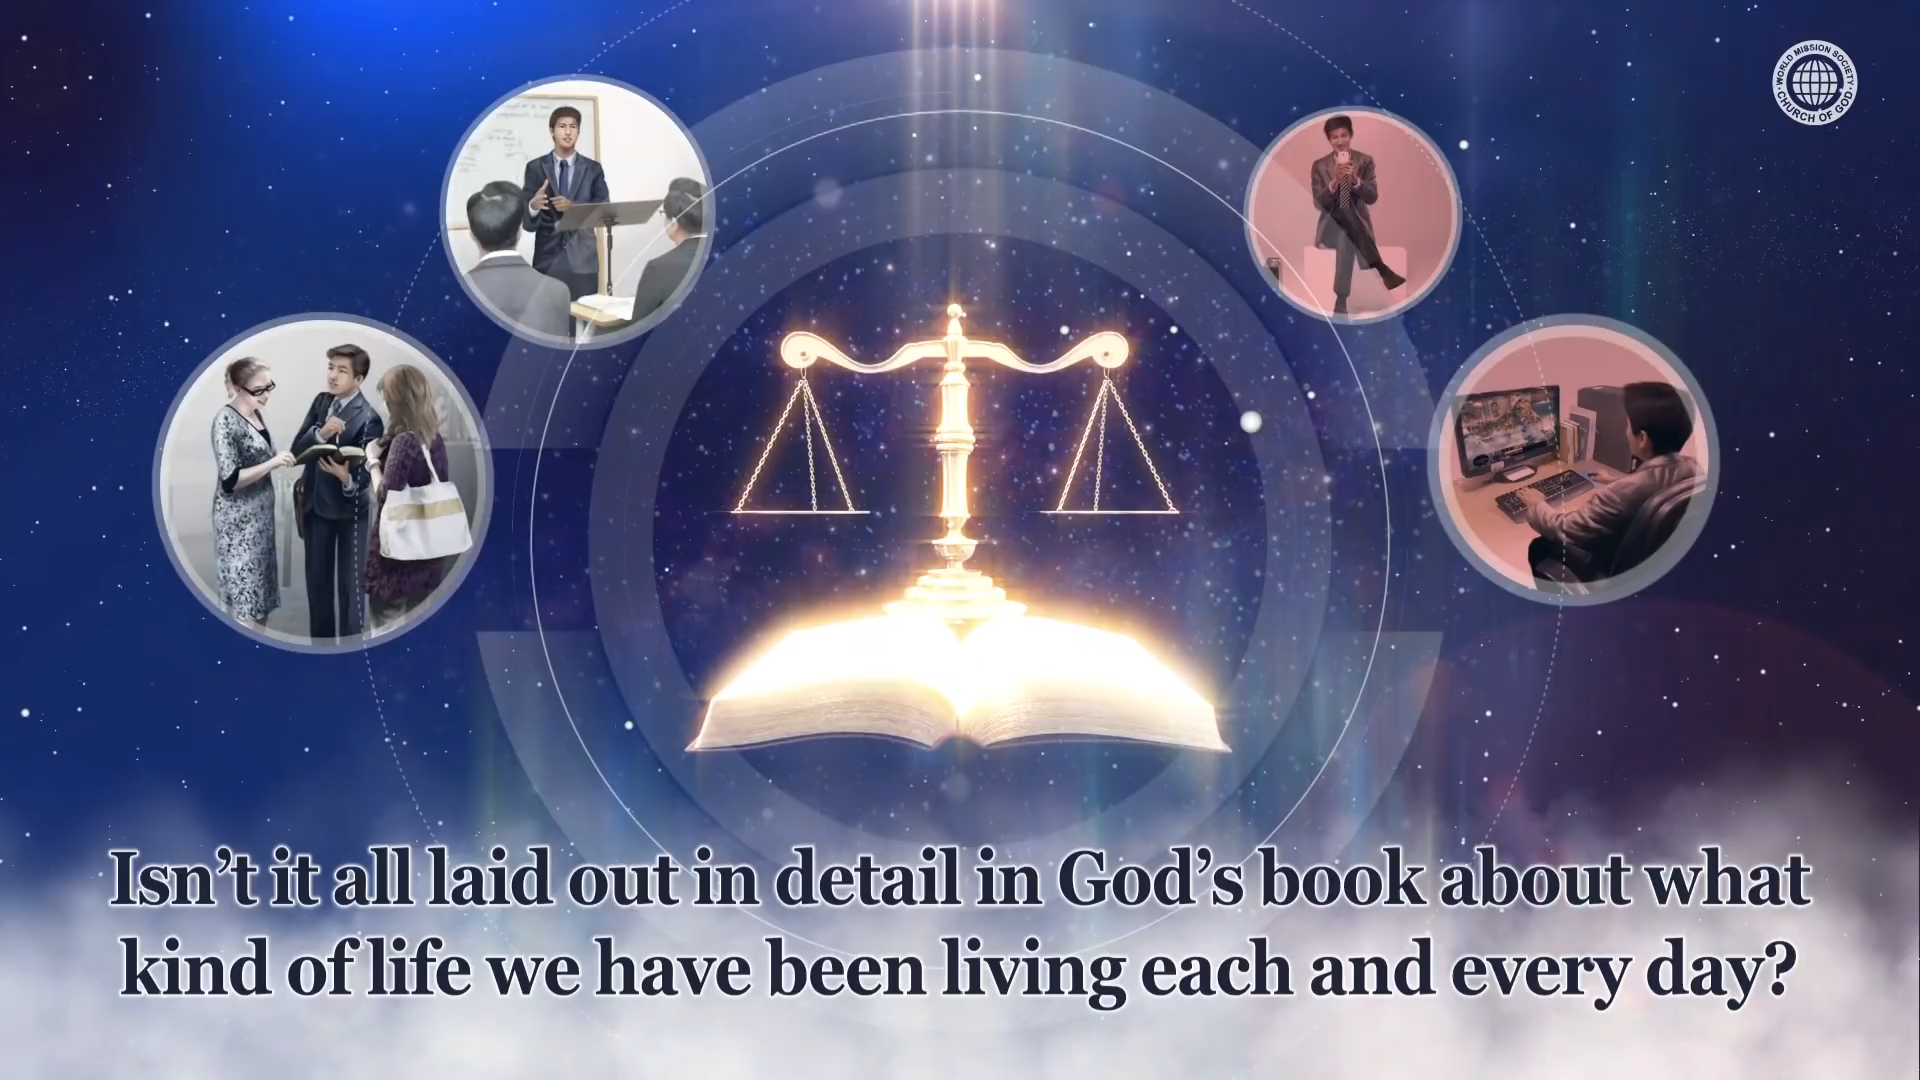 WORLD MISSION SOCIETY
CHURCH OF GOD
Isn't it all laid out in detail in God's book about what
kind of life we have been living each and every day?